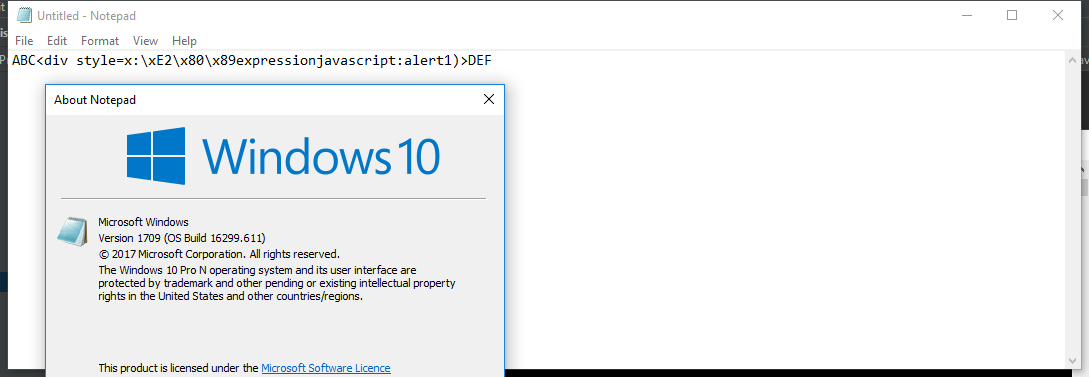 Untitled - Notepad
File Edit Format View Help
ABC<div style=x:\xE2\x80\x89expressionjavascript:alert1)>DEF
About Notepad
Windows 10
Microsoft Windows
Version 1709 (OS Build 16299.611)
© 2017 Microsoft Corporation. All rights reserved.
The Windows 10 Pro N operating system and its user interface are
protected by trademark and other pending or existing intellectual property
rights in the United States and other countries/regions.
This product is licensed under the Microsoft Software Licence